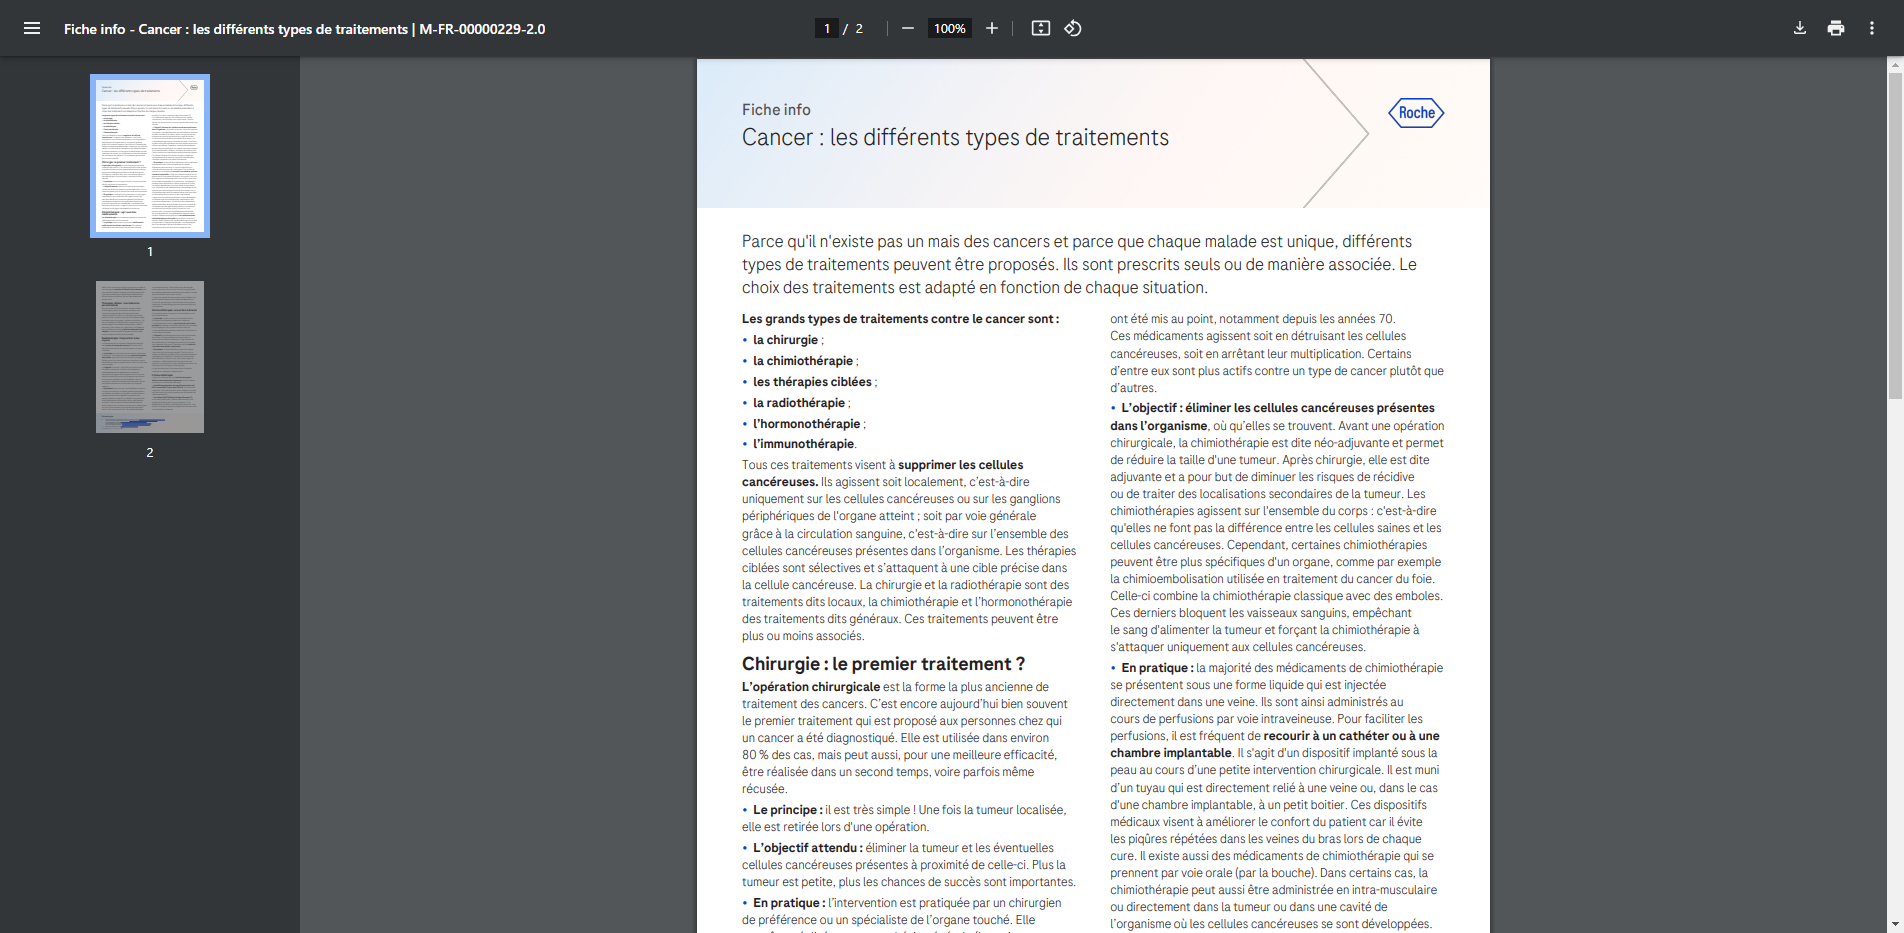 Fiche info - Cancer : les différents types de traitements | M-FR-00000229-2.0
1 / 2
100%
1
2
Fiche info
Cancer : les différents types de traitements
Roche
Parce qu'il n'existe pas un mais des cancers et parce que chaque malade est unique, différents
types de traitements peuvent être proposés. Ils sont prescrits seuls ou de manière associée. Le
choix des traitements est adapté en fonction de chaque situation.
Les grands types de traitements contre le cancer sont :
• la chirurgie ;
• la chimiothérapie ;
• les thérapies ciblées ;
• la radiothérapie ;
• l'hormonothérapie ;
• l'immunothérapie.
Tous ces traitements visent à supprimer les cellules
cancéreuses. Ils agissent soit localement, c'est-à-dire
uniquement sur les cellules cancéreuses ou sur les ganglions
périphériques de l'organe atteint ; soit par voie générale
grâce à la circulation sanguine, c'est-à-dire sur l'ensemble des
cellules cancéreuses présentes dans l'organisme. Les thérapies
ciblées sont sélectives et s'attaquent à une cible précise dans
la cellule cancéreuse. La chirurgie et la radiothérapie sont des
traitements dits locaux, la chimiothérapie et l'hormonothérapie
des traitements dits généraux. Ces traitements peuvent être
plus ou moins associés.
Chirurgie : le premier traitement ?
L'opération chirurgicale est la forme la plus ancienne de
traitement des cancers. C'est encore aujourd'hui bien souvent
le premier traitement qui est proposé aux personnes chez qui
un cancer a été diagnostiqué. Elle est utilisée dans environ
80 % des cas, mais peut aussi, pour une meilleure efficacité,
être réalisée dans un second temps, voire parfois même
récusée.
• Le principe : il est très simple ! Une fois la tumeur localisée,
elle est retirée lors d'une opération.
• L'objectif attendu : éliminer la tumeur et les éventuelles
cellules cancéreuses présentes à proximité de celle-ci. Plus la
tumeur est petite, plus les chances de succès sont importantes.
• En pratique : l'intervention est pratiquée par un chirurgien
de préférence ou un spécialiste de l'organe touché. Elle
ont été mis au point, notamment depuis les années 70.
Ces médicaments agissent soit en détruisant les cellules
cancéreuses, soit en arrêtant leur multiplication. Certains
d'entre eux sont plus actifs contre un type de cancer plutôt que
d'autres.
• L'objectif : éliminer les cellules cancéreuses présentes
dans l'organisme, où qu'elles se trouvent. Avant une opération
chirurgicale, la chimiothérapie est dite néo-adjuvante et permet
de réduire la taille d'une tumeur. Après chirurgie, elle est dite
adjuvante et a pour but de diminuer les risques de récidive
ou de traiter des localisations secondaires de la tumeur. Les
chimiothérapies agissent sur l'ensemble du corps : c'est-à-dire
qu'elles ne font pas la différence entre les cellules saines et les
cellules cancéreuses. Cependant, certaines chimiothérapies
peuvent être plus spécifiques d'un organe, comme par exemple
la chimioembolisation utilisée en traitement du cancer du foie.
Celle-ci combine la chimiothérapie classique avec des emboles.
Ces derniers bloquent les vaisseaux sanguins, empêchant
le sang d'alimenter la tumeur et forçant la chimiothérapie à
s'attaquer uniquement aux cellules cancéreuses.
• En pratique : la majorité des médicaments de chimiothérapie
se présentent sous une forme liquide qui est injectée
directement dans une veine. Ils sont ainsi administrés au
cours de perfusions par voie intraveineuse. Pour faciliter les
perfusions, il est fréquent de recourir à un cathéter ou à une
chambre implantable. Il s'agit d'un dispositif implanté sous la
peau au cours d'une petite intervention chirurgicale. Il est muni
d'un tuyau qui est directement relié à une veine ou, dans le cas
d'une chambre implantable, à un petit boitier. Ces dispositifs
médicaux visent à améliorer le confort du patient car il évite
les piqûres répétées dans les veines du bras lors de chaque
cure. Il existe aussi des médicaments de chimiothérapie qui se
prennent par voie orale (par la bouche). Dans certains cas, la
chimiothérapie peut aussi être administrée en intra-musculaire
ou directement dans la tumeur ou dans une cavité de
l'organisme où les cellules cancéreuses se sont développées.